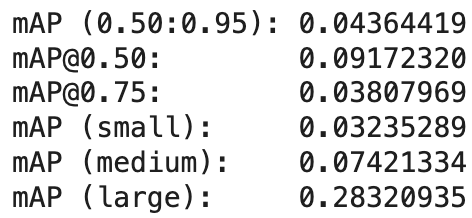 mAP (0.50:0.95): 0.04364419
mAP@0.50: 0.09172320
mAP@0.75: 0.03807969
mAP (small): 0.03235289
mAP (medium): 0.07421334
mAP (large): 0.28320935